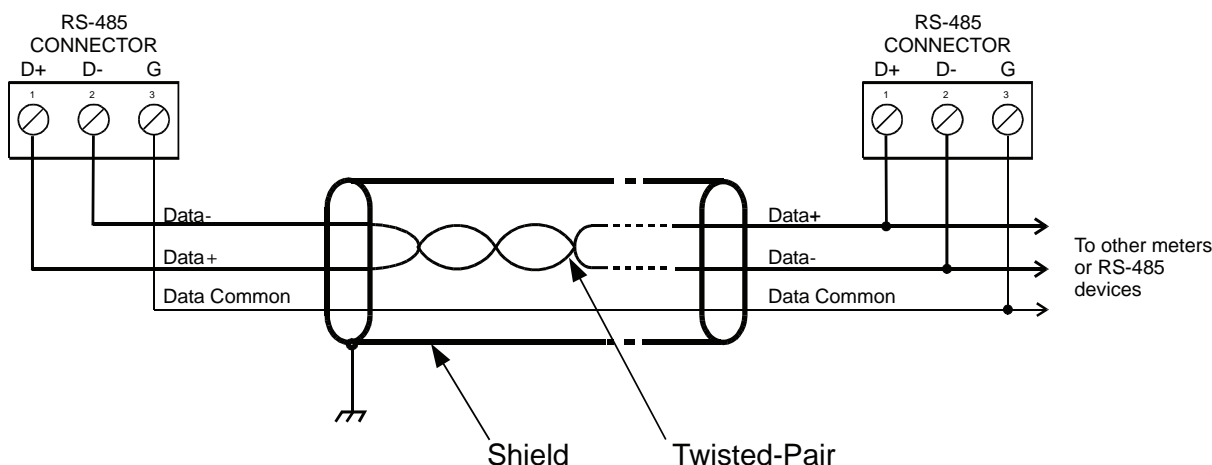 RS-485
CONNECTOR
D+ D- G
1 2 3
RS-485
CONNECTOR
D+ D- G
1 2 3
Data-
Data+
Data Common
Data+
Data-
Data Common
To other meters
or RS-485
devices
Shield
Twisted-Pair